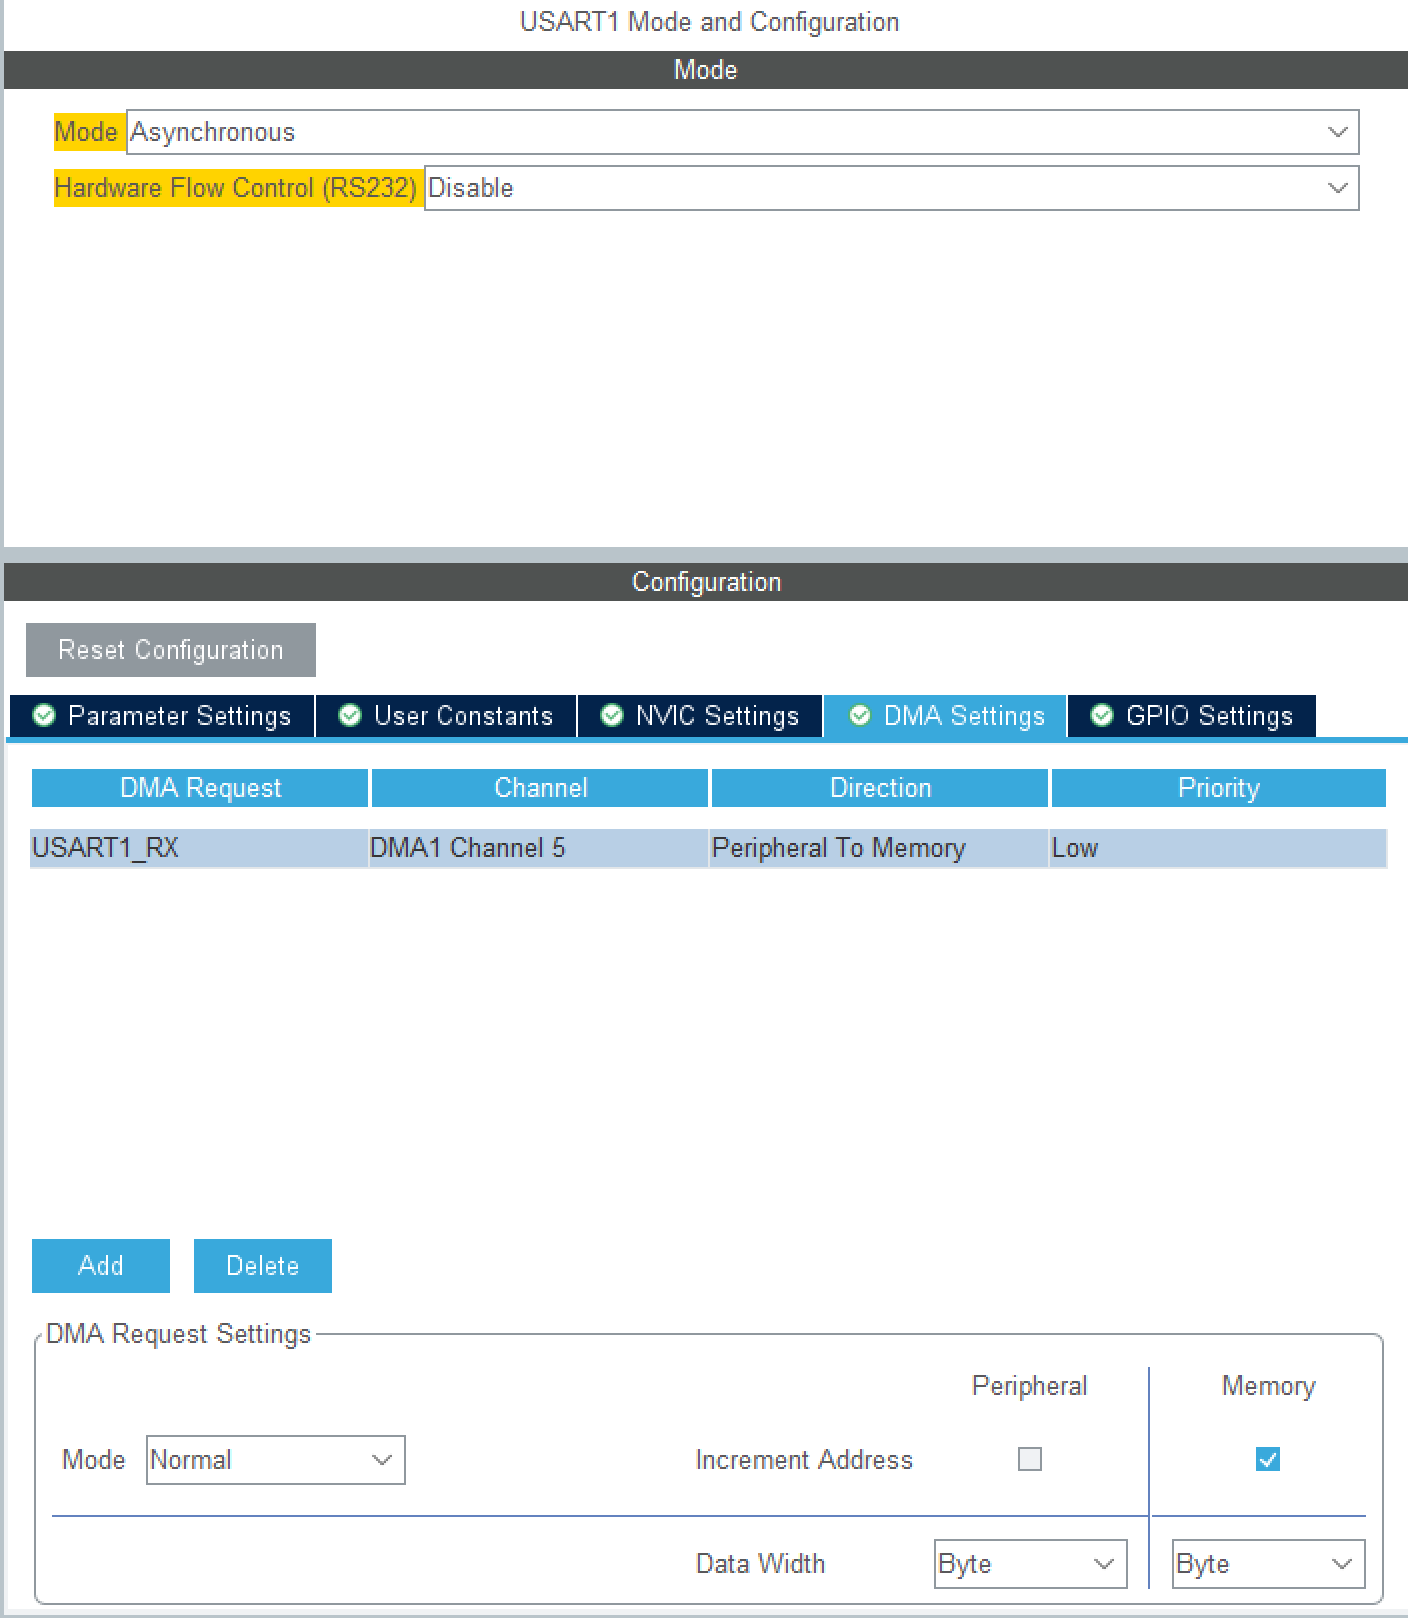 USART1 Mode and Configuration
Mode
Mode Asynchronous
Hardware Flow Control (RS232) Disable
Configuration
Reset Configuration
Parameter Settings User Constants NVIC Settings DMA Settings GPIO Settings
DMA Request Channel Direction Priority
USART1_RX DMA1 Channel 5 Peripheral To Memory Low
Add Delete
DMA Request Settings
Peripheral Memory
Mode Normal Increment Address
Data Width Byte Byte